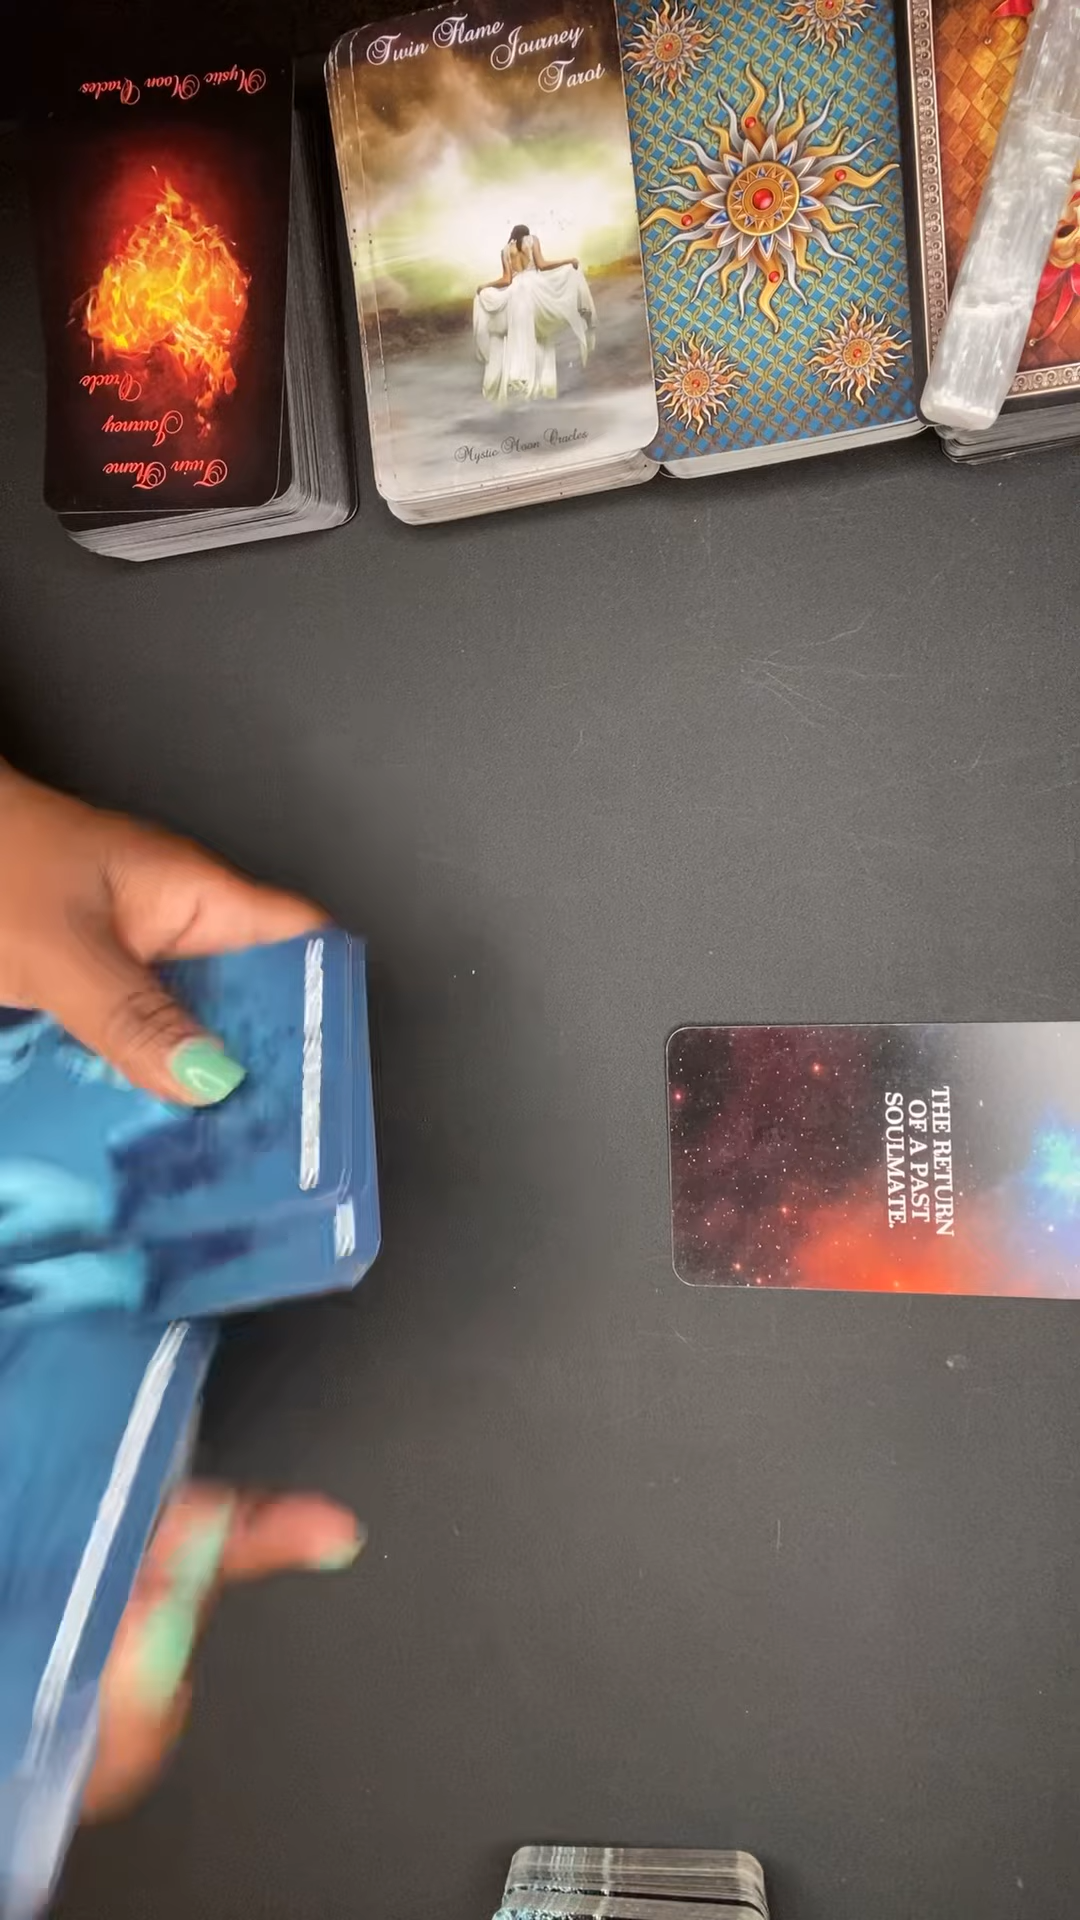 Mystic Moon Oracles
Twin Flame
Journey
Oracle
Twin Flame
Journey
Tarot
Mystic Moon Oracles
THE RETURN
OF A PAST
SOULMATE.